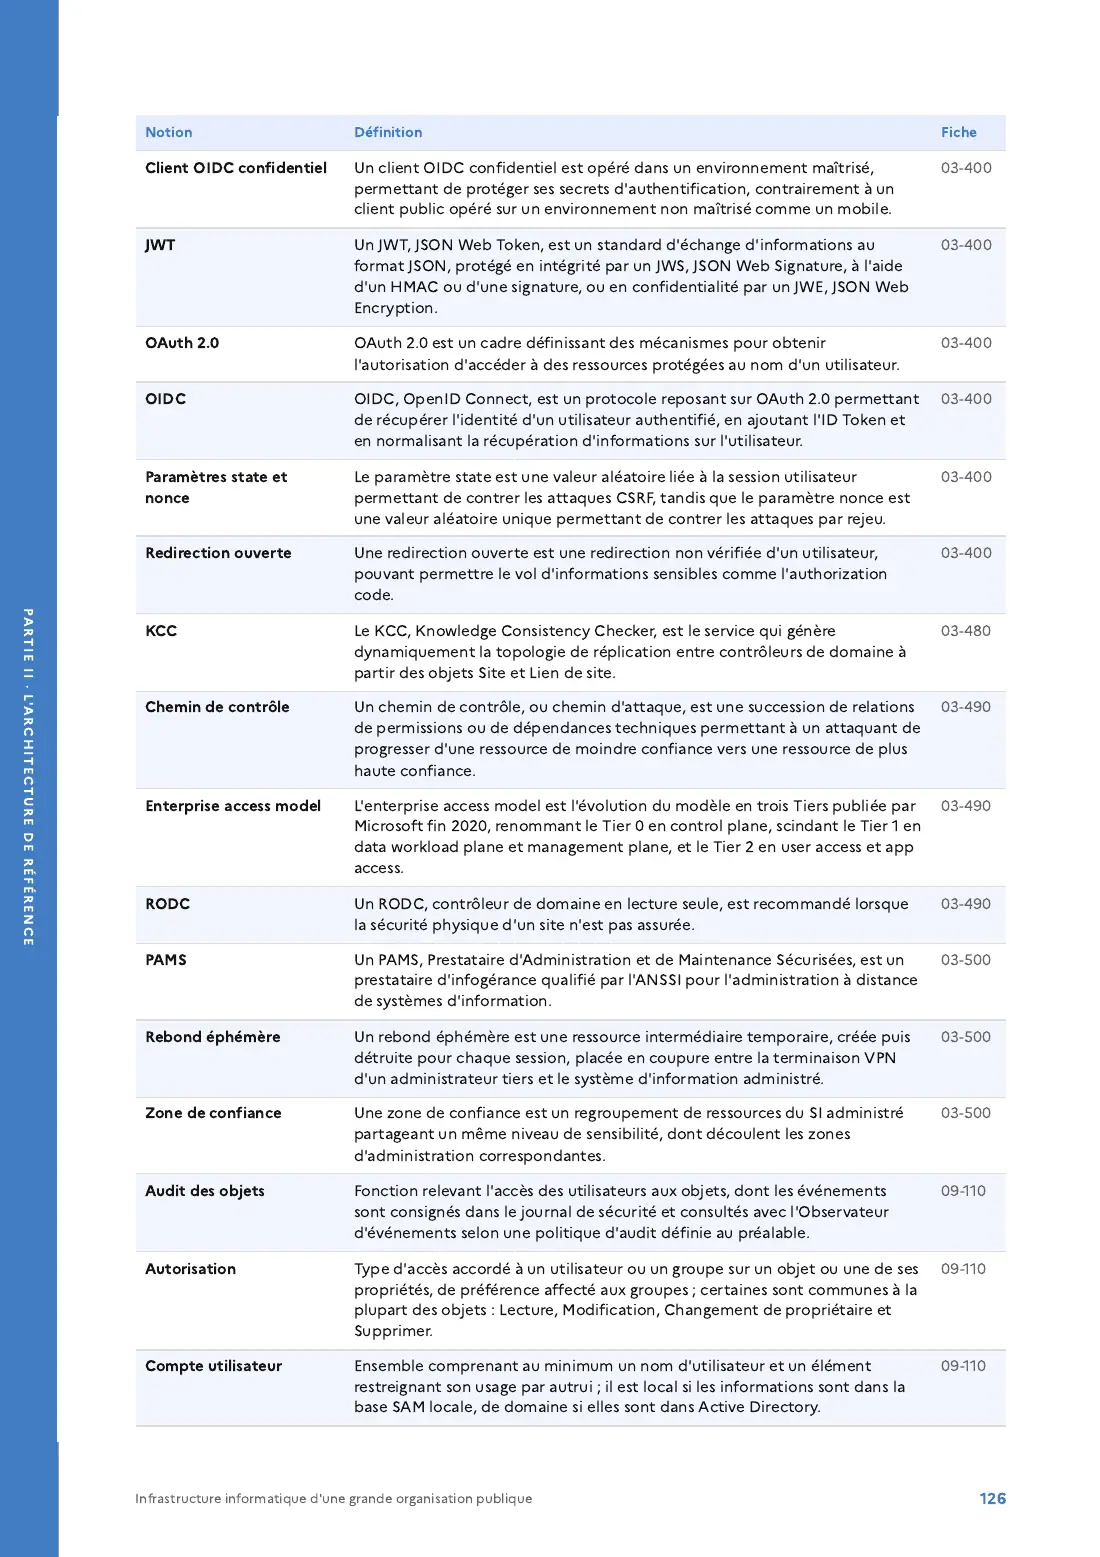 PARTIE II · L'ARCHITECTURE DE RÉFÉRENCE
Notion Définition Fiche
Client OIDC confidentiel Un client OIDC confidentiel est opéré dans un environnement maîtrisé, 03-400
permettant de protéger ses secrets d'authentification, contrairement à un
client public opéré sur un environnement non maîtrisé comme un mobile.
JWT Un JWT, JSON Web Token, est un standard d'échange d'informations au 03-400
format JSON, protégé en intégrité par un JWS, JSON Web Signature, à l'aide
d'un HMAC ou d'une signature, ou en confidentialité par un JWE, JSON Web
Encryption.
OAuth 2.0 OAuth 2.0 est un cadre définissant des mécanismes pour obtenir 03-400
l'autorisation d'accéder à des ressources protégées au nom d'un utilisateur.
OIDC OIDC, OpenID Connect, est un protocole reposant sur OAuth 2.0 permettant 03-400
de récupérer l'identité d'un utilisateur authentifié, en ajoutant l'ID Token et
en normalisant la récupération d'informations sur l'utilisateur.
Paramètres state et Le paramètre state est une valeur aléatoire liée à la session utilisateur 03-400
nonce permettant de contrer les attaques CSRF, tandis que le paramètre nonce est
une valeur aléatoire unique permettant de contrer les attaques par rejeu.
Redirection ouverte Une redirection ouverte est une redirection non vérifiée d'un utilisateur, 03-400
pouvant permettre le vol d'informations sensibles comme l'authorization
code.
KCC Le KCC, Knowledge Consistency Checker, est le service qui génère 03-480
dynamiquement la topologie de réplication entre contrôleurs de domaine à
partir des objets Site et Lien de site.
Chemin de contrôle Un chemin de contrôle, ou chemin d'attaque, est une succession de relations 03-490
de permissions ou de dépendances techniques permettant à un attaquant de
progresser d'une ressource de moindre confiance vers une ressource de plus
haute confiance.
Enterprise access model L'enterprise access model est l'évolution du modèle en trois Tiers publiée par 03-490
Microsoft fin 2020, renommant le Tier 0 en control plane, scindant le Tier 1 en
data workload plane et management plane, et le Tier 2 en user access et app
access.
RODC Un RODC, contrôleur de domaine en lecture seule, est recommandé lorsque 03-490
la sécurité physique d'un site n'est pas assurée.
PAMS Un PAMS, Prestataire d'Administration et de Maintenance Sécurisées, est un 03-500
prestataire d'infogérance qualifié par l'ANSSI pour l'administration à distance
de systèmes d'information.
Rebond éphémère Un rebond éphémère est une ressource intermédiaire temporaire, créée puis 03-500
détruite pour chaque session, placée en coupure entre la terminaison VPN
d'un administrateur tiers et le système d'information administré.
Zone de confiance Une zone de confiance est un regroupement de ressources du SI administré 03-500
partageant un même niveau de sensibilité, dont découlent les zones
d'administration correspondantes.
Audit des objets Fonction relevant l'accès des utilisateurs aux objets, dont les événements 09-110
sont consignés dans le journal de sécurité et consultés avec l'Observateur
d'événements selon une politique d'audit définie au préalable.
Autorisation Type d'accès accordé à un utilisateur ou un groupe sur un objet ou une de ses 09-110
propriétés, de préférence affecté aux groupes ; certaines sont communes à la
plupart des objets : Lecture, Modification, Changement de propriétaire et
Supprimer.
Compte utilisateur Ensemble comprenant au minimum un nom d'utilisateur et un élément 09-110
restreignant son usage par autrui ; il est local si les informations sont dans la
base SAM locale, de domaine si elles sont dans Active Directory.
Infrastructure informatique d'une grande organisation publique 126